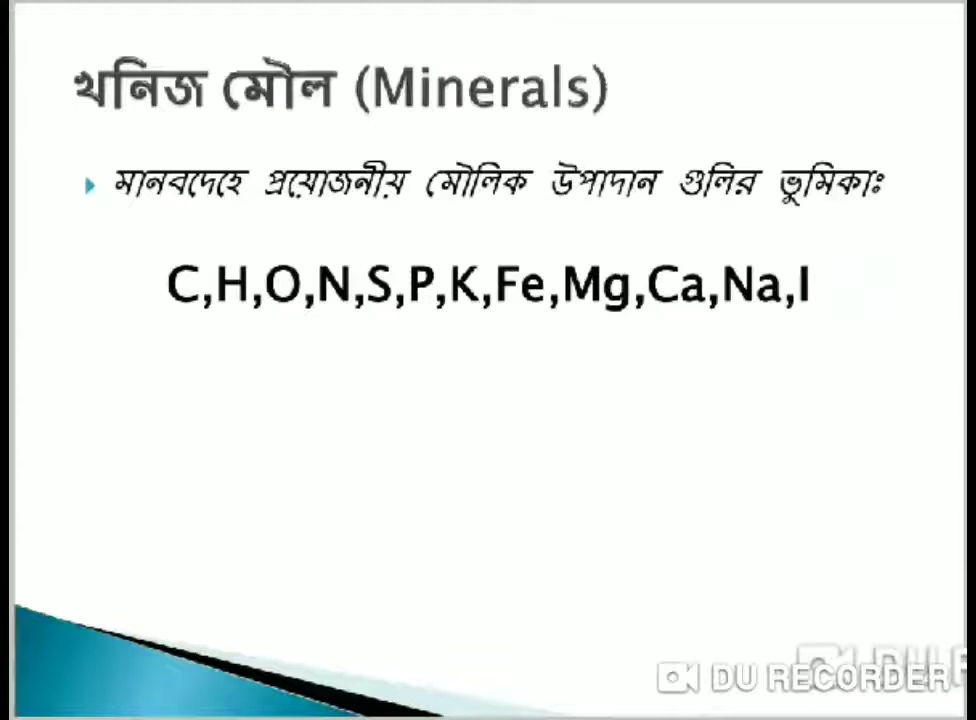 খনিজ মৌল (Minerals)
মানবদেহে প্রয়োজনীয় মৌলিক উপাদান গুলির ভুমিকাঃ
C,H,O,N,S,P,K,Fe,Mg,Ca,Na,I
DU RECORDER